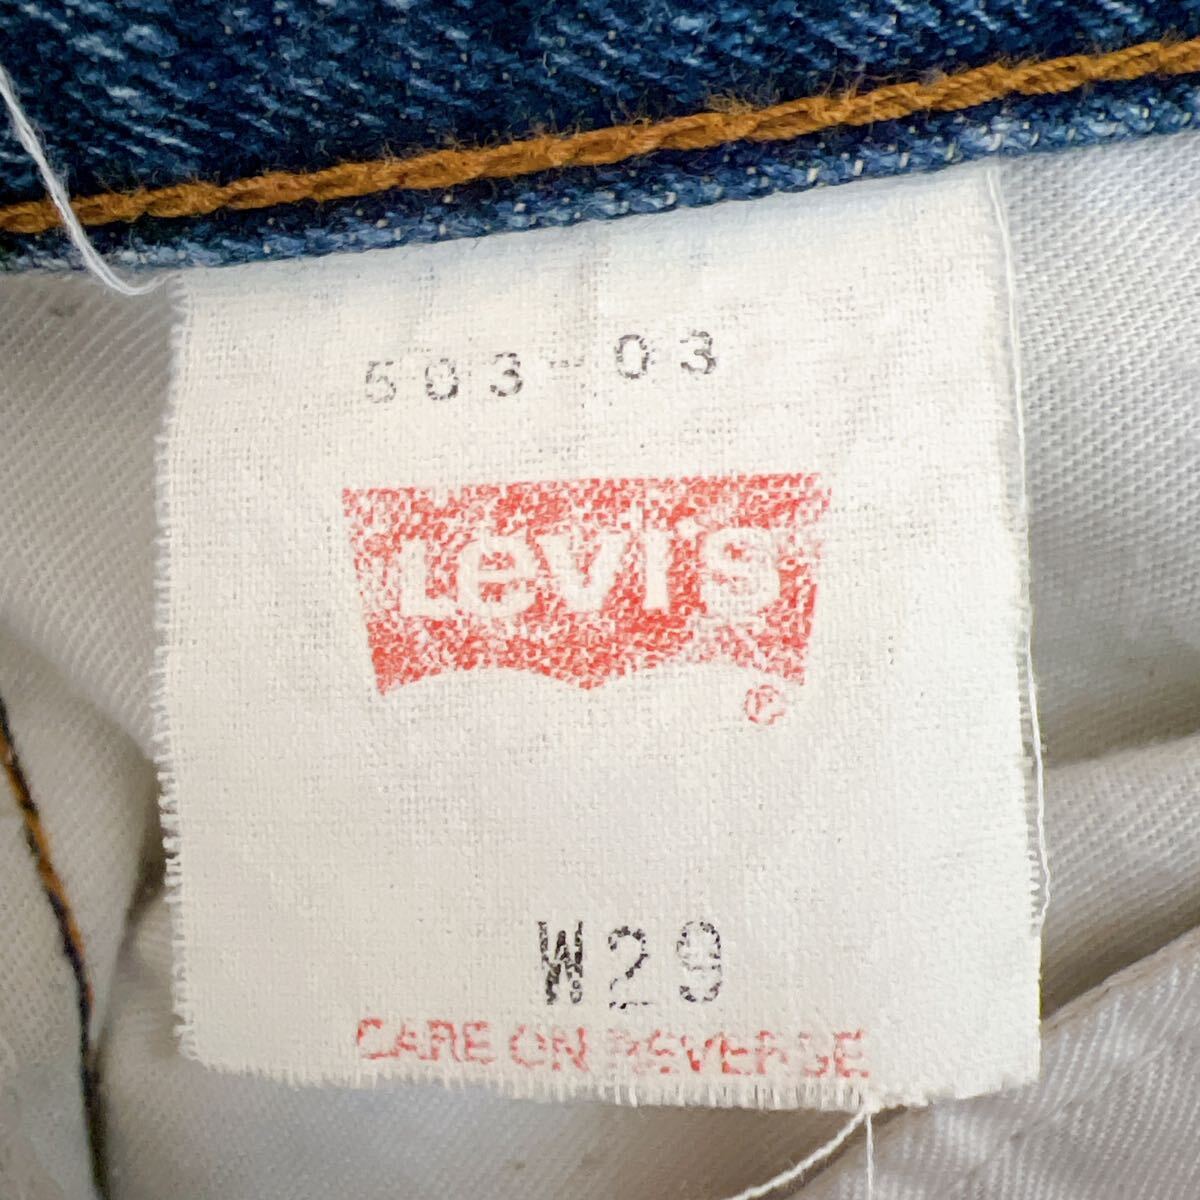 503-03
Levi's
®
W29
CARE ON REVERSE